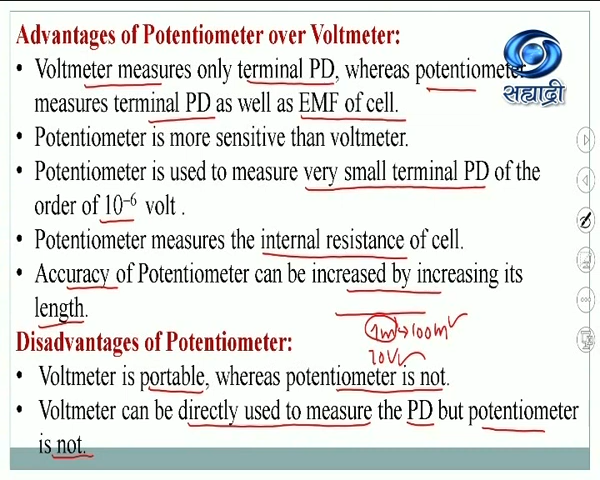 Advantages of Potentiometer over Voltmeter:
• Voltmeter measures only terminal PD, whereas potentiometer
measures terminal PD as well as EMF of cell.
सह्याद्री
• Potentiometer is more sensitive than voltmeter.
• Potentiometer is used to measure very small terminal PD of the
order of 10⁻⁶ volt .
• Potentiometer measures the internal resistance of cell.
• Accuracy of Potentiometer can be increased by increasing its
length.
Disadvantages of Potentiometer:
• Voltmeter is portable, whereas potentiometer is not.
• Voltmeter can be directly used to measure the PD but potentiometer
is not.